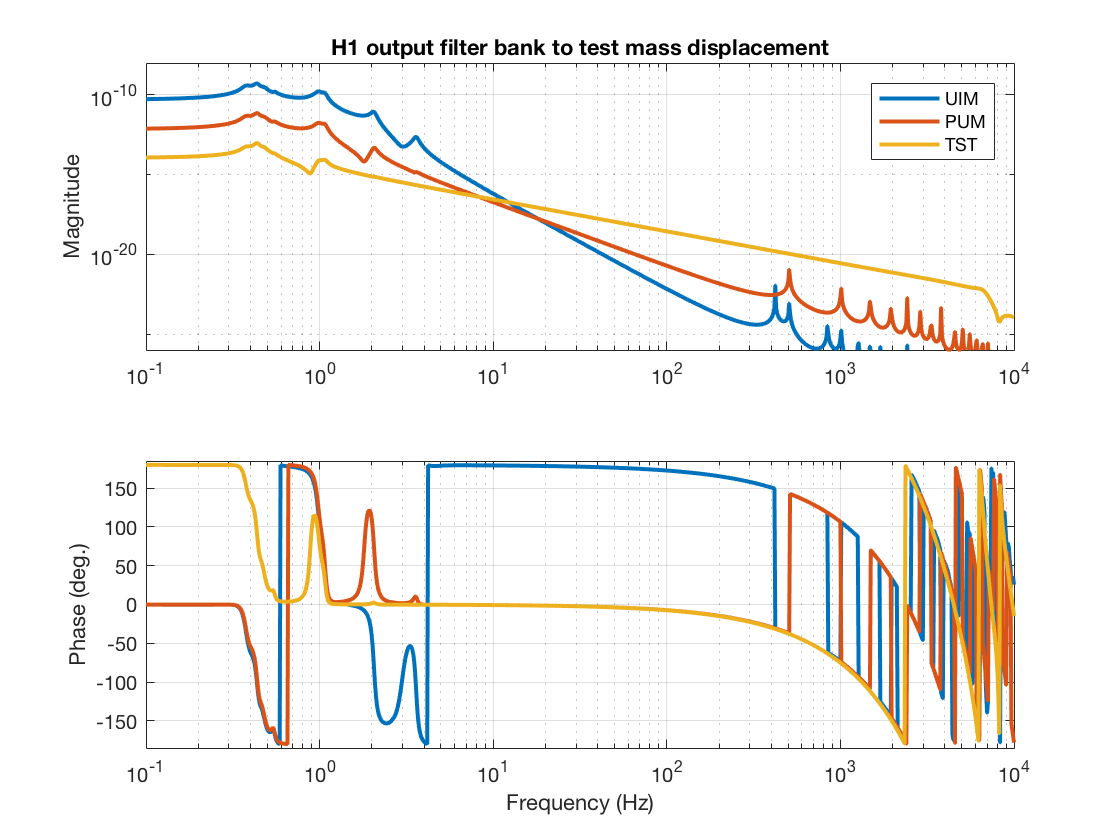 H1 output filter bank to test mass displacement
Magnitude
10^-10
10^-20
UIM
PUM
TST
10^-1 10^0 10^1 10^2 10^3 10^4
Phase (deg.)
150
100
50
0
-50
-100
-150
10^-1 10^0 10^1 10^2 10^3 10^4
Frequency (Hz)